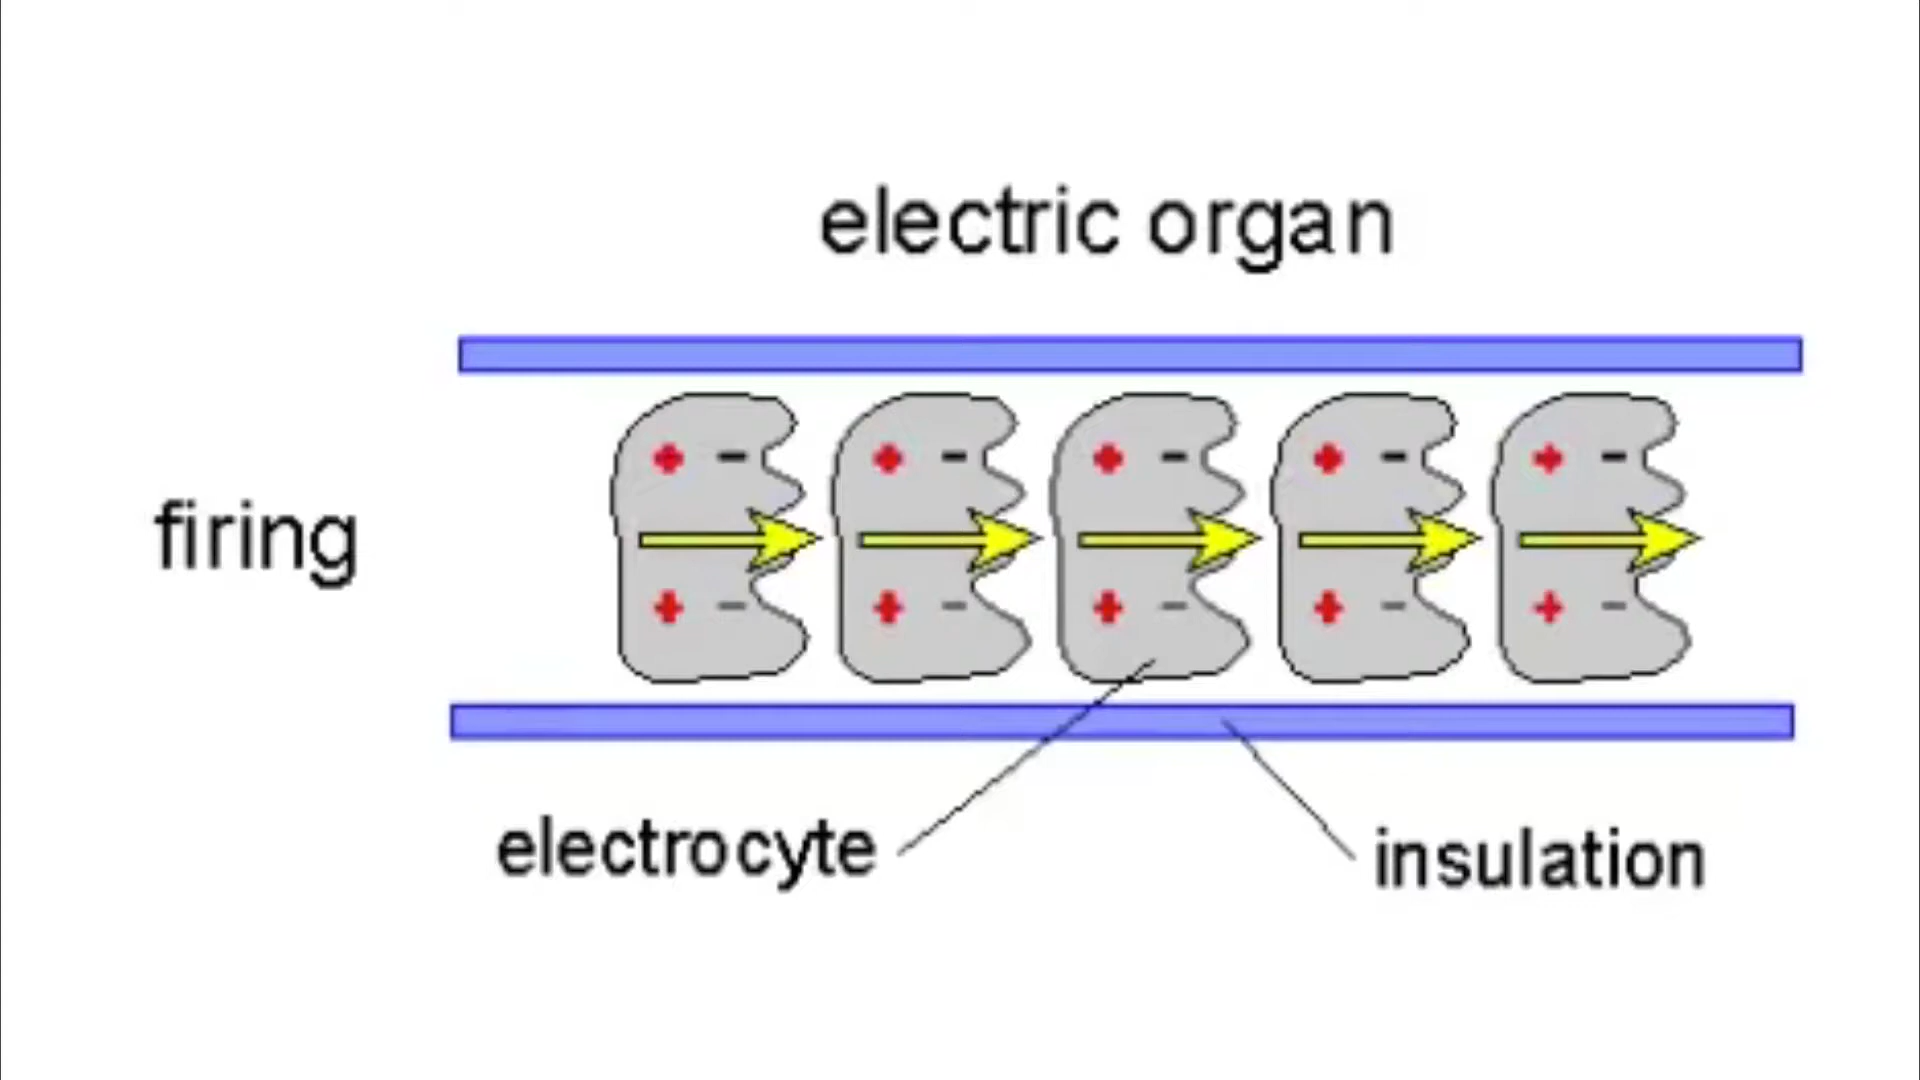 electric organ
firing
electrocyte
insulation